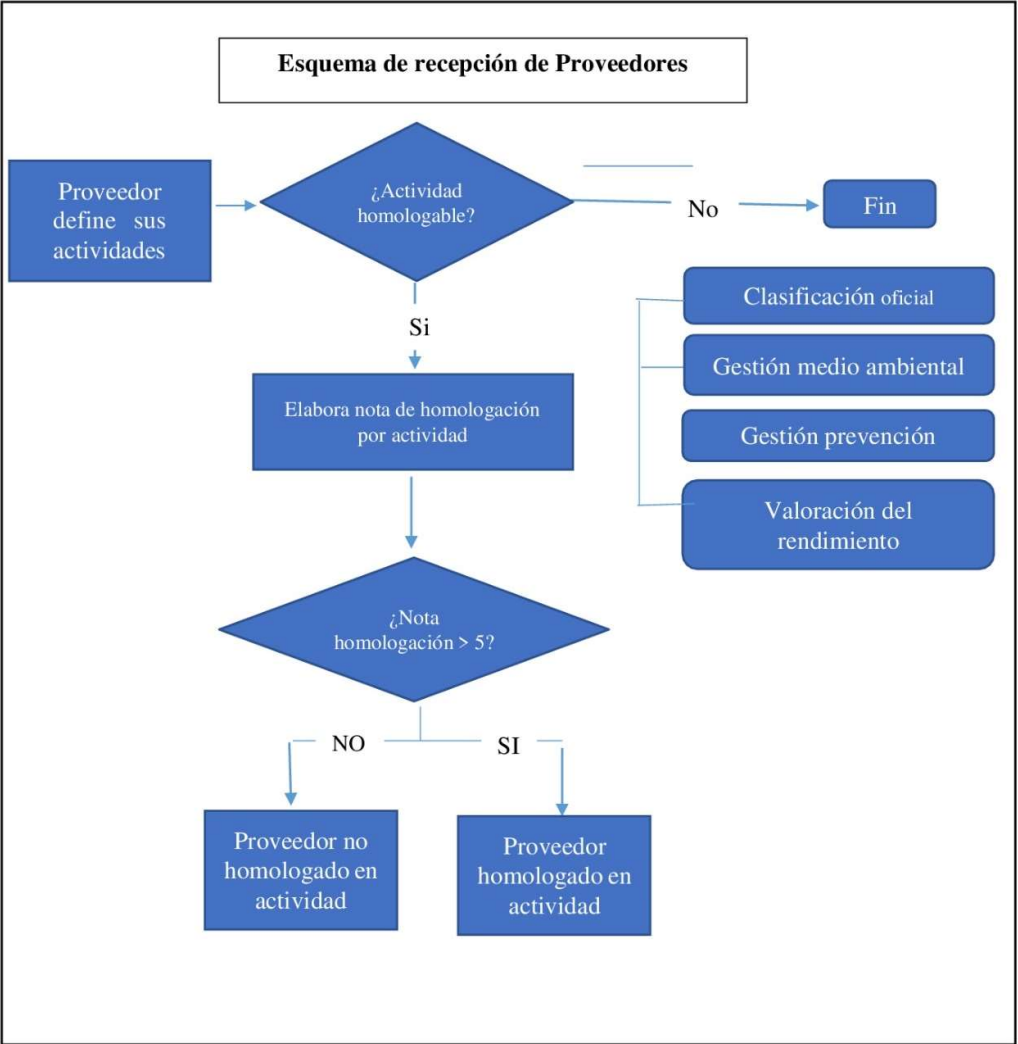 Esquema de recepción de Proveedores
Proveedor
define sus
actividades
¿Actividad
homologable?
No
Fin
Si
Clasificación oficial
Gestión medio ambiental
Gestión prevención
Valoración del
rendimiento
Elabora nota de homologación
por actividad
¿Nota
homologación > 5?
NO
SI
Proveedor no
homologado en
actividad
Proveedor
homologado en
actividad